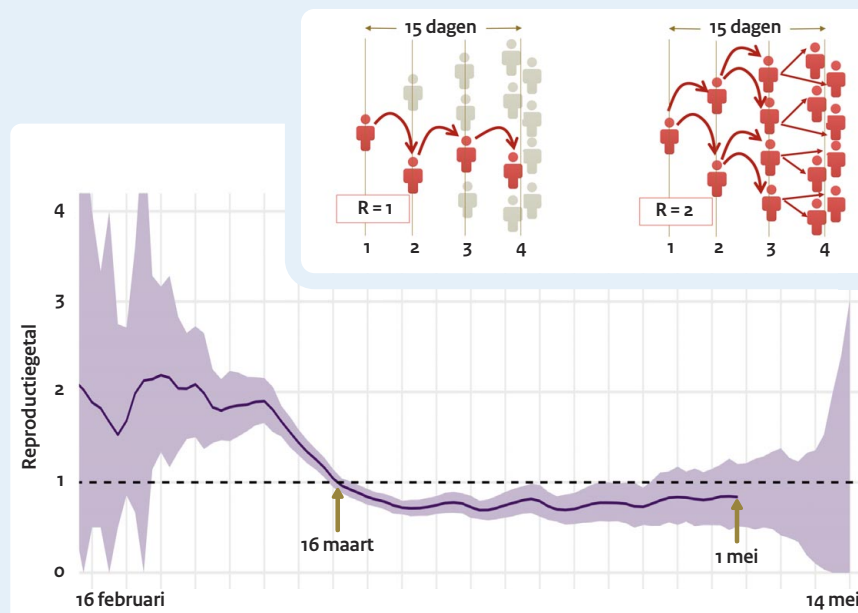 15 dagen
R = 1
1 2 3 4
15 dagen
R = 2
1 2 3 4
Reproductiegetal
4
3
2
1
0
16 maart
1 mei
16 februari
14 mei